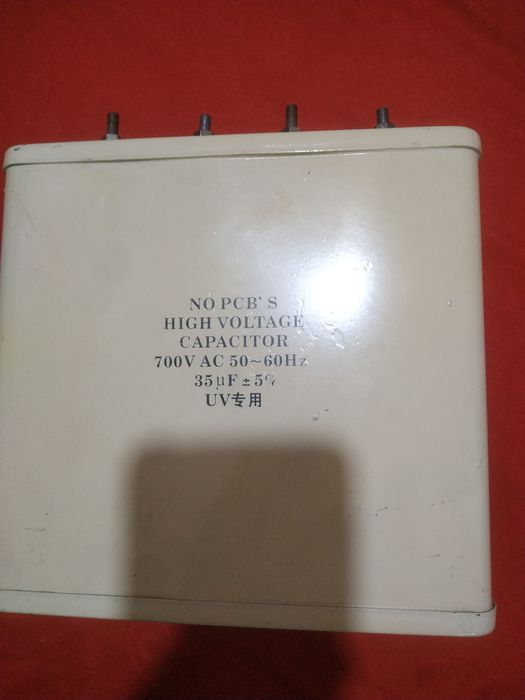 NO PCB' S
HIGH VOLTAGE
CAPACITOR
700V AC 50~60Hz
35μF±5%
UV专用